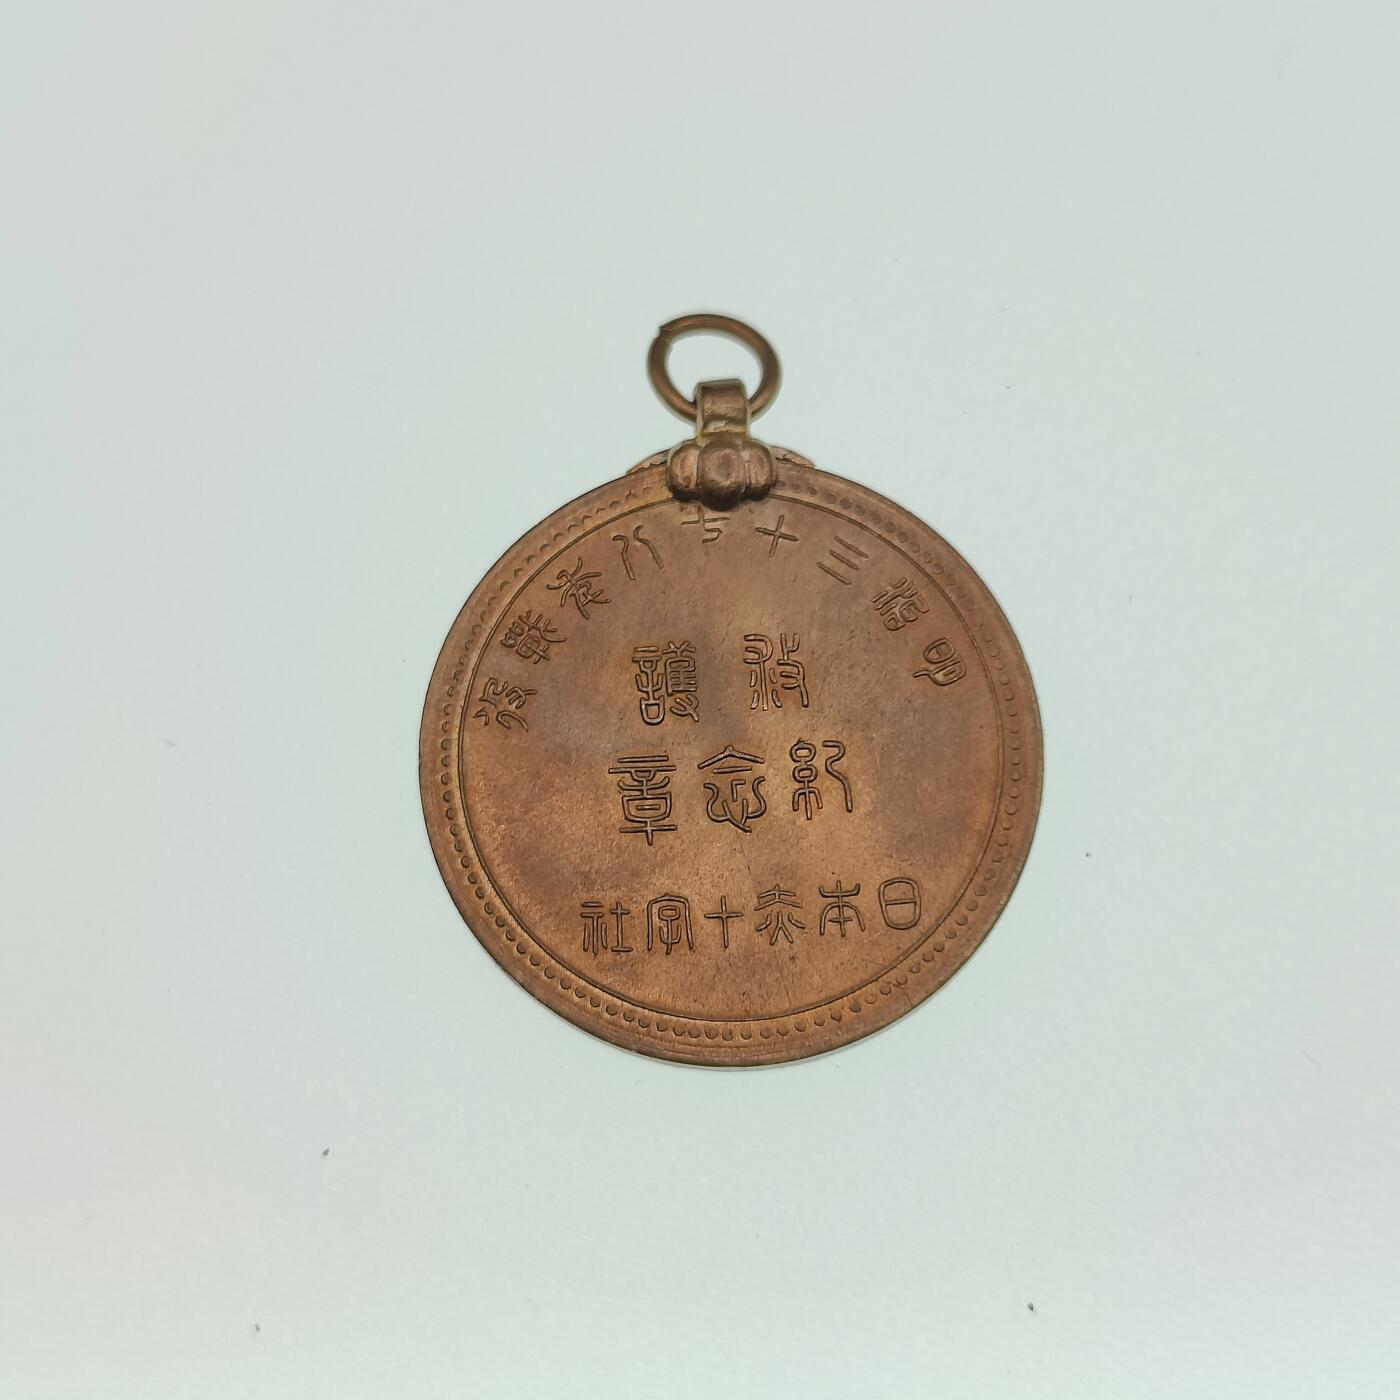 明治三十七八年戰役
救護
紀念章
日本赤十字社